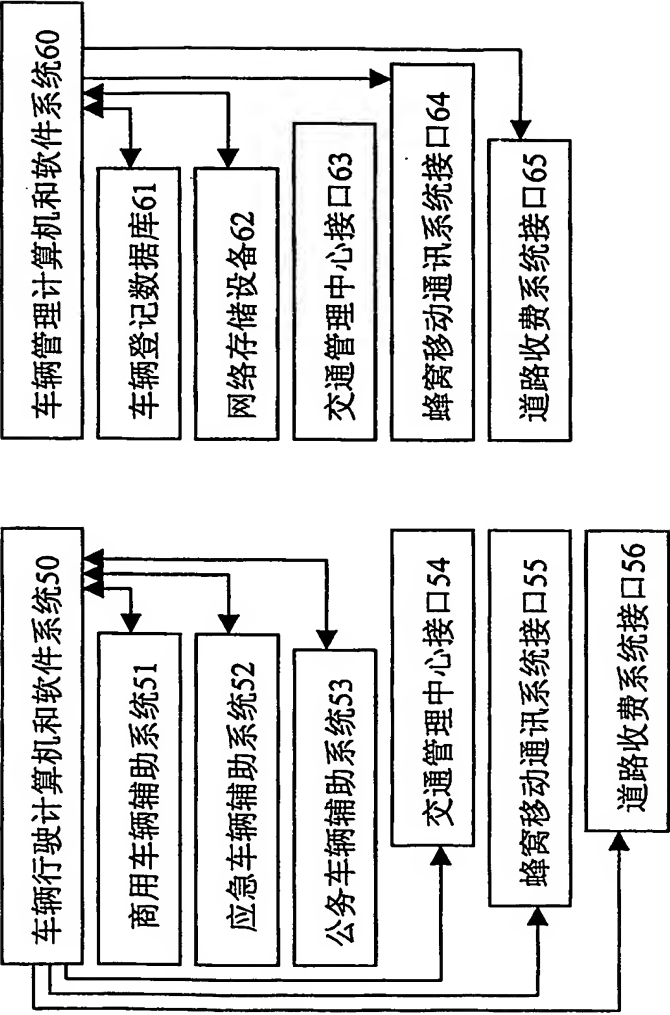 车辆行驶计算机和软件系统50
商用车辆辅助系统51
应急车辆辅助系统52
公务车辆辅助系统53
交通管理中心接口54
蜂窝移动通讯系统接口55
道路收费系统接口56
车辆管理计算机和软件系统60
车辆登记数据库61
网络存储设备62
交通管理中心接口63
蜂窝移动通讯系统接口64
道路收费系统接口65